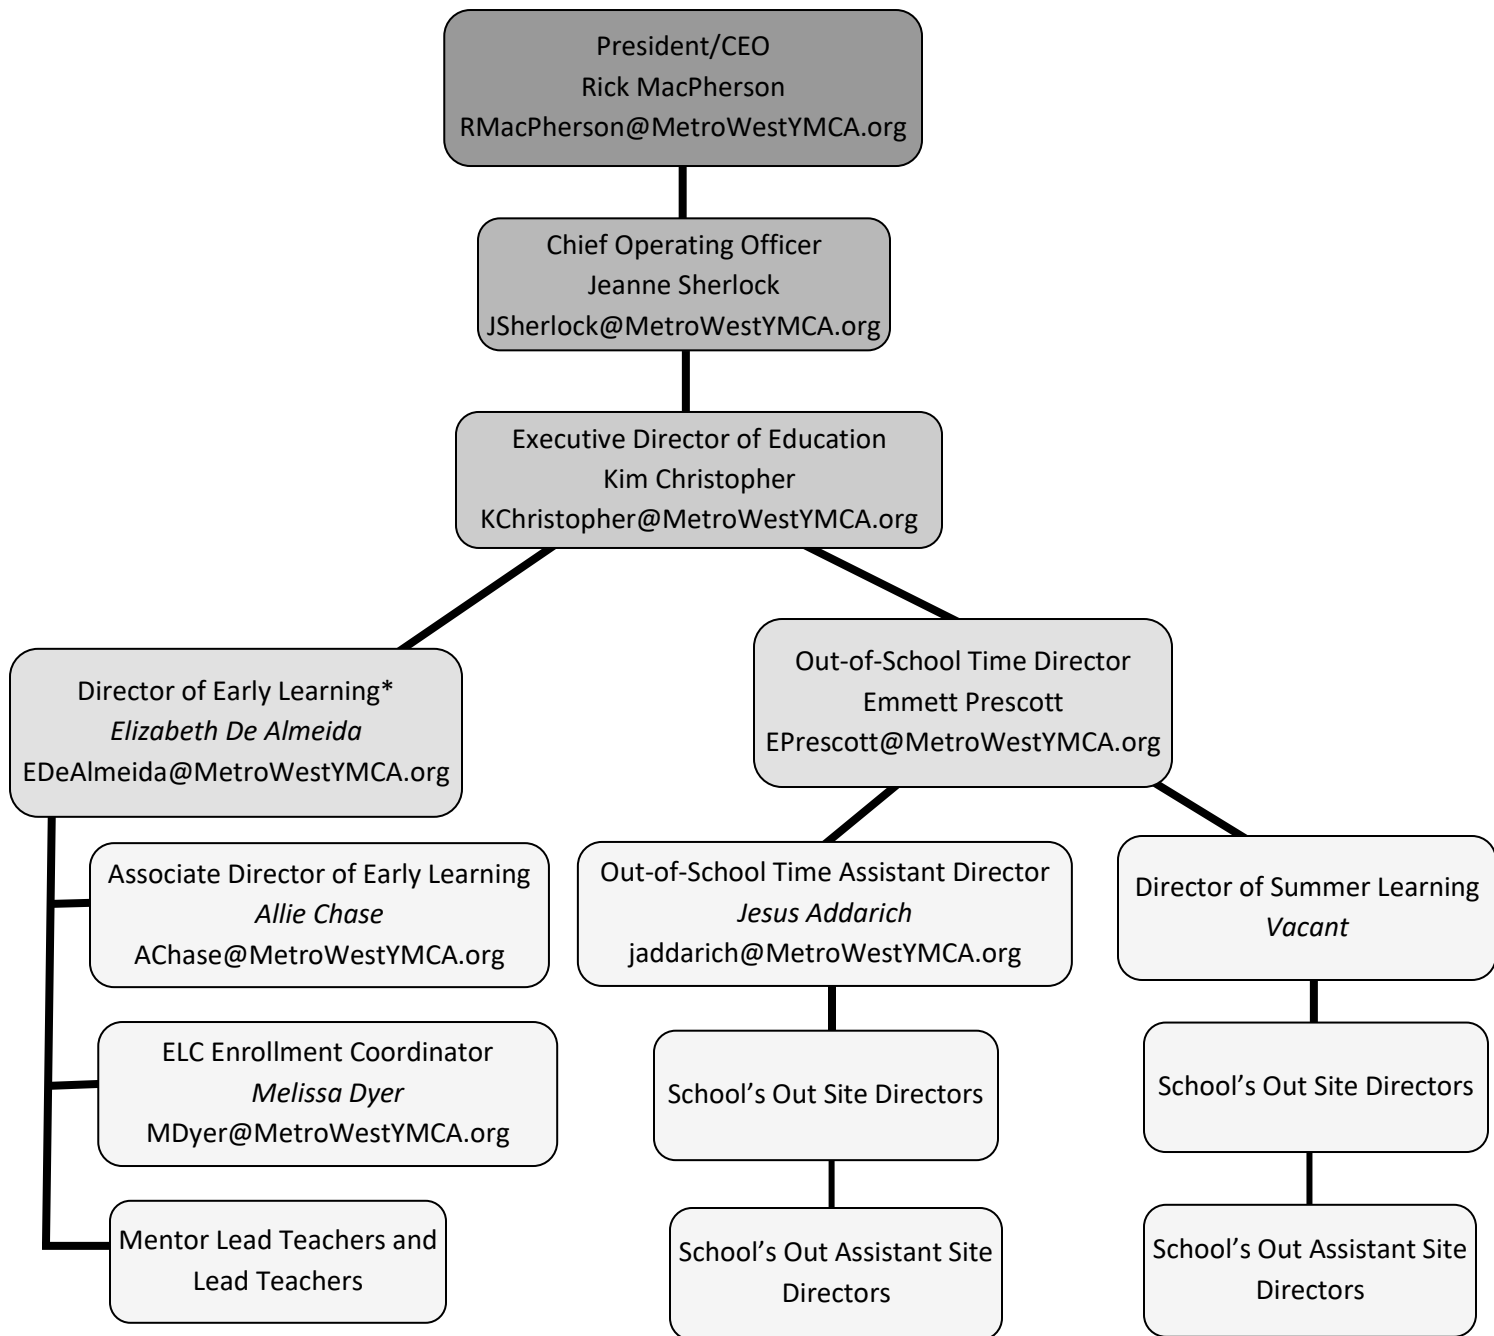 President/CEO
Rick MacPherson
RMacPherson@MetroWestYMCA.org
Chief Operating Officer
Jeanne Sherlock
JSherlock@MetroWestYMCA.org
Executive Director of Education
Kim Christopher
KChristopher@MetroWestYMCA.org
Director of Early Learning*
Elizabeth De Almeida
EDeAlmeida@MetroWestYMCA.org
Out-of-School Time Director
Emmett Prescott
EPrescott@MetroWestYMCA.org
Associate Director of Early Learning
Allie Chase
AChase@MetroWestYMCA.org
Out-of-School Time Assistant Director
Jesus Addarich
jaddarich@MetroWestYMCA.org
Director of Summer Learning
Vacant
ELC Enrollment Coordinator
Melissa Dyer
MDyer@MetroWestYMCA.org
School’s Out Site Directors
School’s Out Site Directors
Mentor Lead Teachers and
Lead Teachers
School’s Out Assistant Site
Directors
School’s Out Assistant Site
Directors